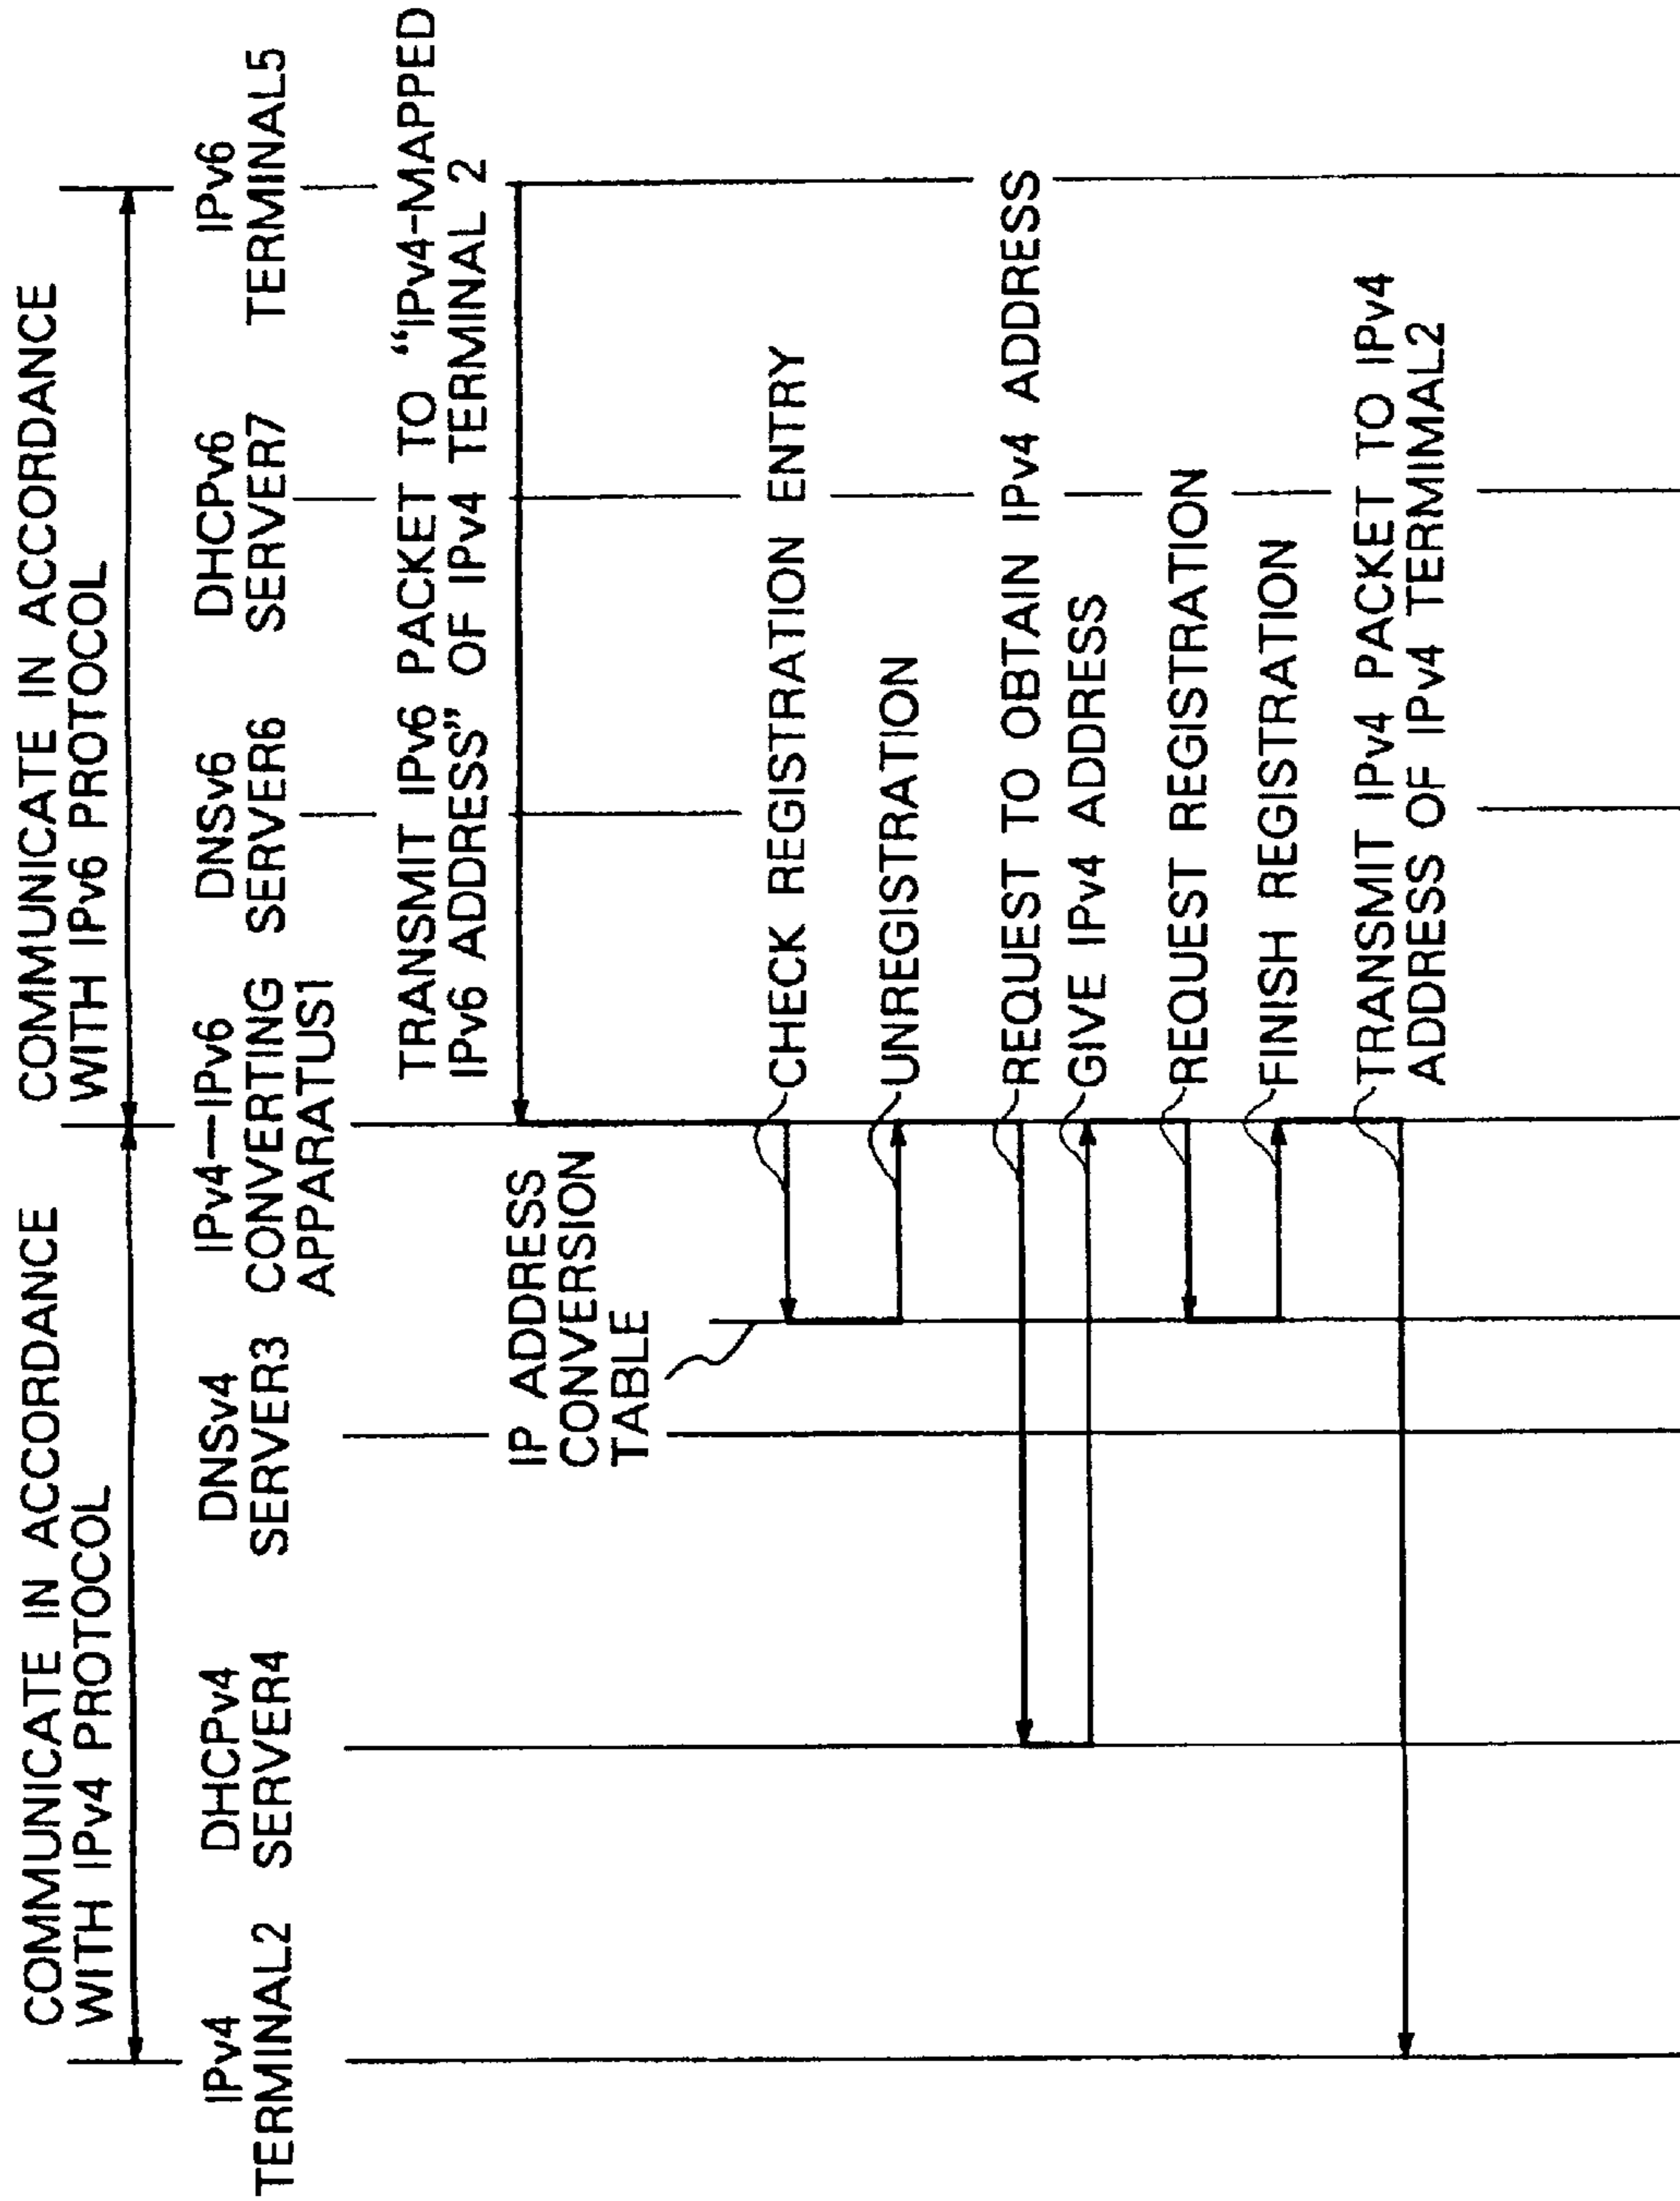 COMMUNICATE IN ACCORDANCE
WITH IPv4 PROTOCOL
COMMUNICATE IN ACCORDANCE
WITH IPv6 PROTOCOL
IPv4
TERMINAL2
DHCPv4
SERVER4
DNSv4
SERVER3
IPv4—IPv6
CONVERTING
APPARATUS1
DNSv6
SERVER6
DHCPv6
SERVER7
IPv6
TERMINAL5
TRANSMIT IPv6 PACKET TO "IPv4-MAPPED
IPv6 ADDRESS" OF IPv4 TERMINAL 2
IP ADDRESS
CONVERSION
TABLE
CHECK REGISTRATION ENTRY
UNREGISTRATION
REQUEST TO OBTAIN IPv4 ADDRESS
GIVE IPv4 ADDRESS
REQUEST REGISTRATION
FINISH REGISTRATION
TRANSMIT IPv4 PACKET TO IPv4
ADDRESS OF IPv4 TERMIMAL2